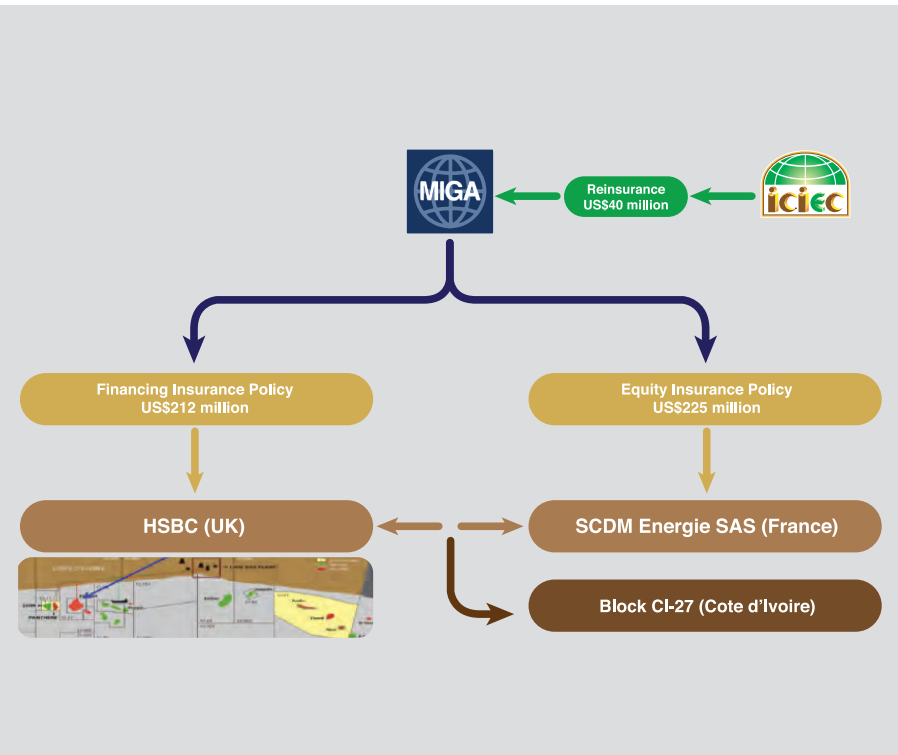 MIGA
Reinsurance
US$40 million
iCiEC
Financing Insurance Policy
US$212 million
Equity Insurance Policy
US$225 million
HSBC (UK)
SCDM Energie SAS (France)
Block CI-27 (Cote d'Ivoire)
PANTHERE